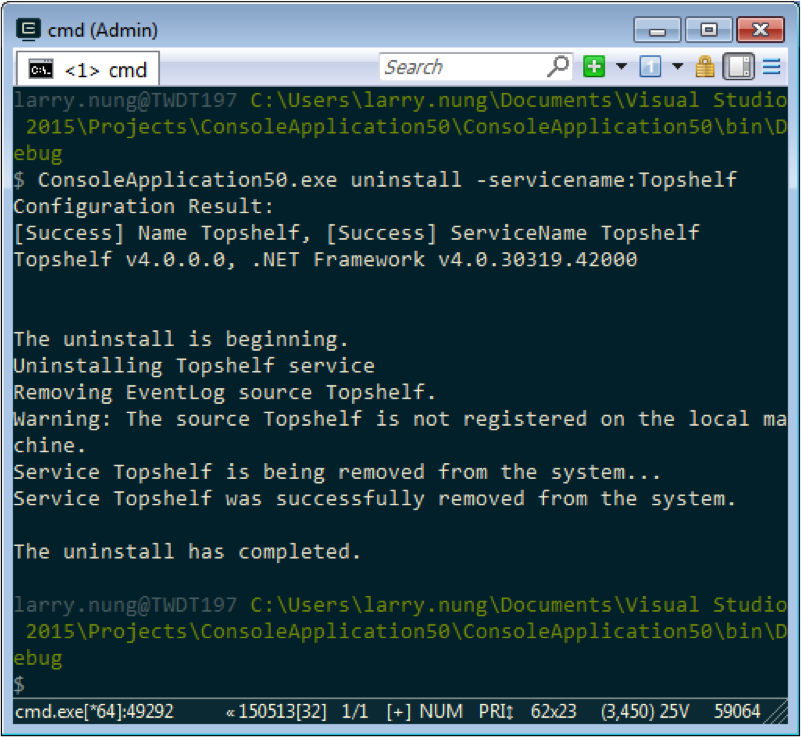 cmd (Admin)
<1> cmd
Search
1
larry.nung@TWDT197 C:\Users\larry.nung\Documents\Visual Studio
2015\Projects\ConsoleApplication50\ConsoleApplication50\bin\D
ebug
$ ConsoleApplication50.exe uninstall -servicename:Topshelf
Configuration Result:
[Success] Name Topshelf, [Success] ServiceName Topshelf
Topshelf v4.0.0.0, .NET Framework v4.0.30319.42000
The uninstall is beginning.
Uninstalling Topshelf service
Removing EventLog source Topshelf.
Warning: The source Topshelf is not registered on the local ma
chine.
Service Topshelf is being removed from the system...
Service Topshelf was successfully removed from the system.
The uninstall has completed.
larry.nung@TWDT197 C:\Users\larry.nung\Documents\Visual Studio
2015\Projects\ConsoleApplication50\ConsoleApplication50\bin\D
ebug
$
cmd.exe[*64]:49292 «150513[32] 1/1 [+] NUM PRI↕ 62x23 (3,450) 25V 59064